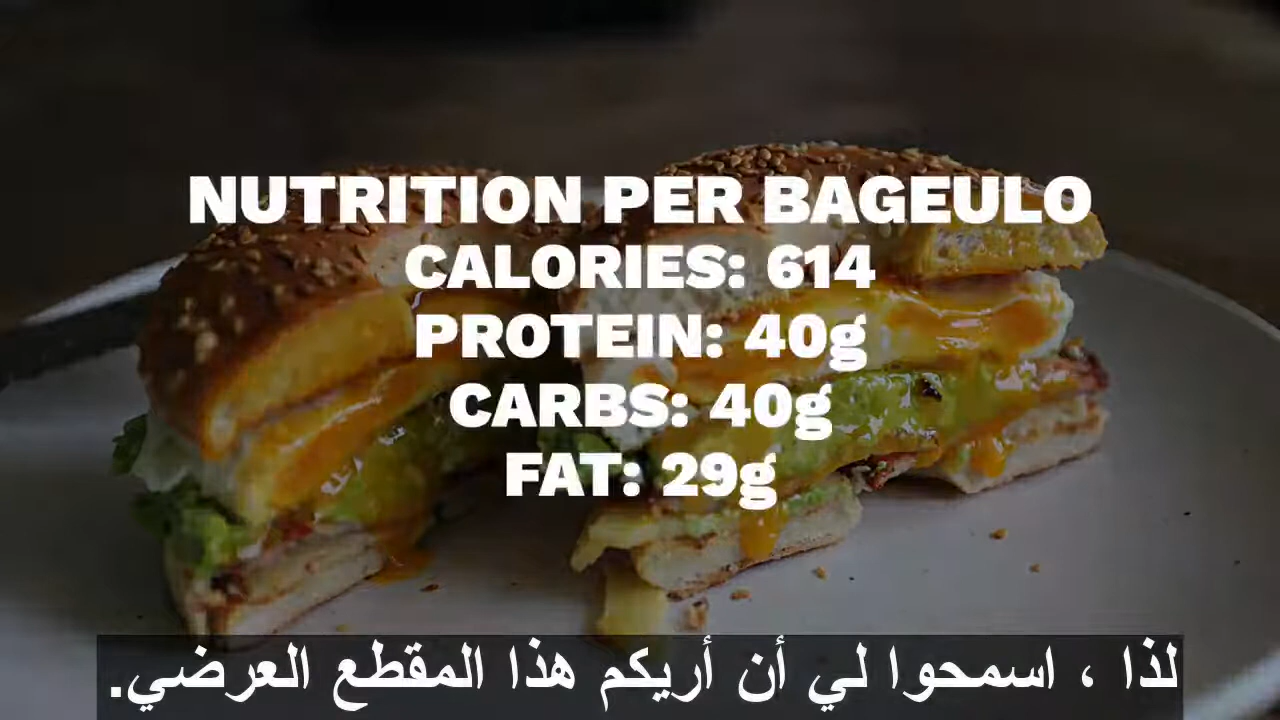 NUTRITION PER BAGEULO
CALORIES: 614
PROTEIN: 40g
CARBS: 40g
FAT: 29g
لذا ، اسمحوا لي أن أريكم هذا المقطع العرضي.